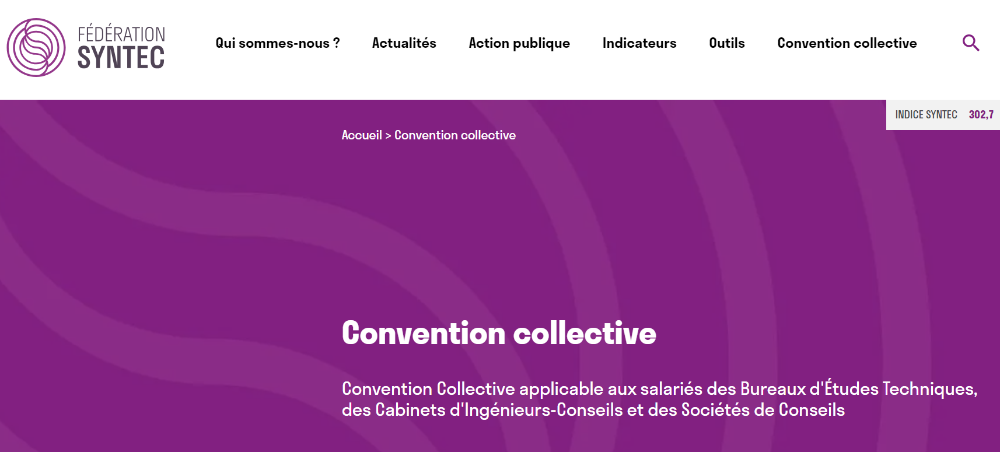 FÉDÉRATION
SYNTEC
Qui sommes-nous ?
Actualités
Action publique
Indicateurs
Outils
Convention collective
INDICE SYNTEC 302,7
Accueil > Convention collective
Convention collective
Convention Collective applicable aux salariés des Bureaux d'Études Techniques,
des Cabinets d'Ingénieurs-Conseils et des Sociétés de Conseils